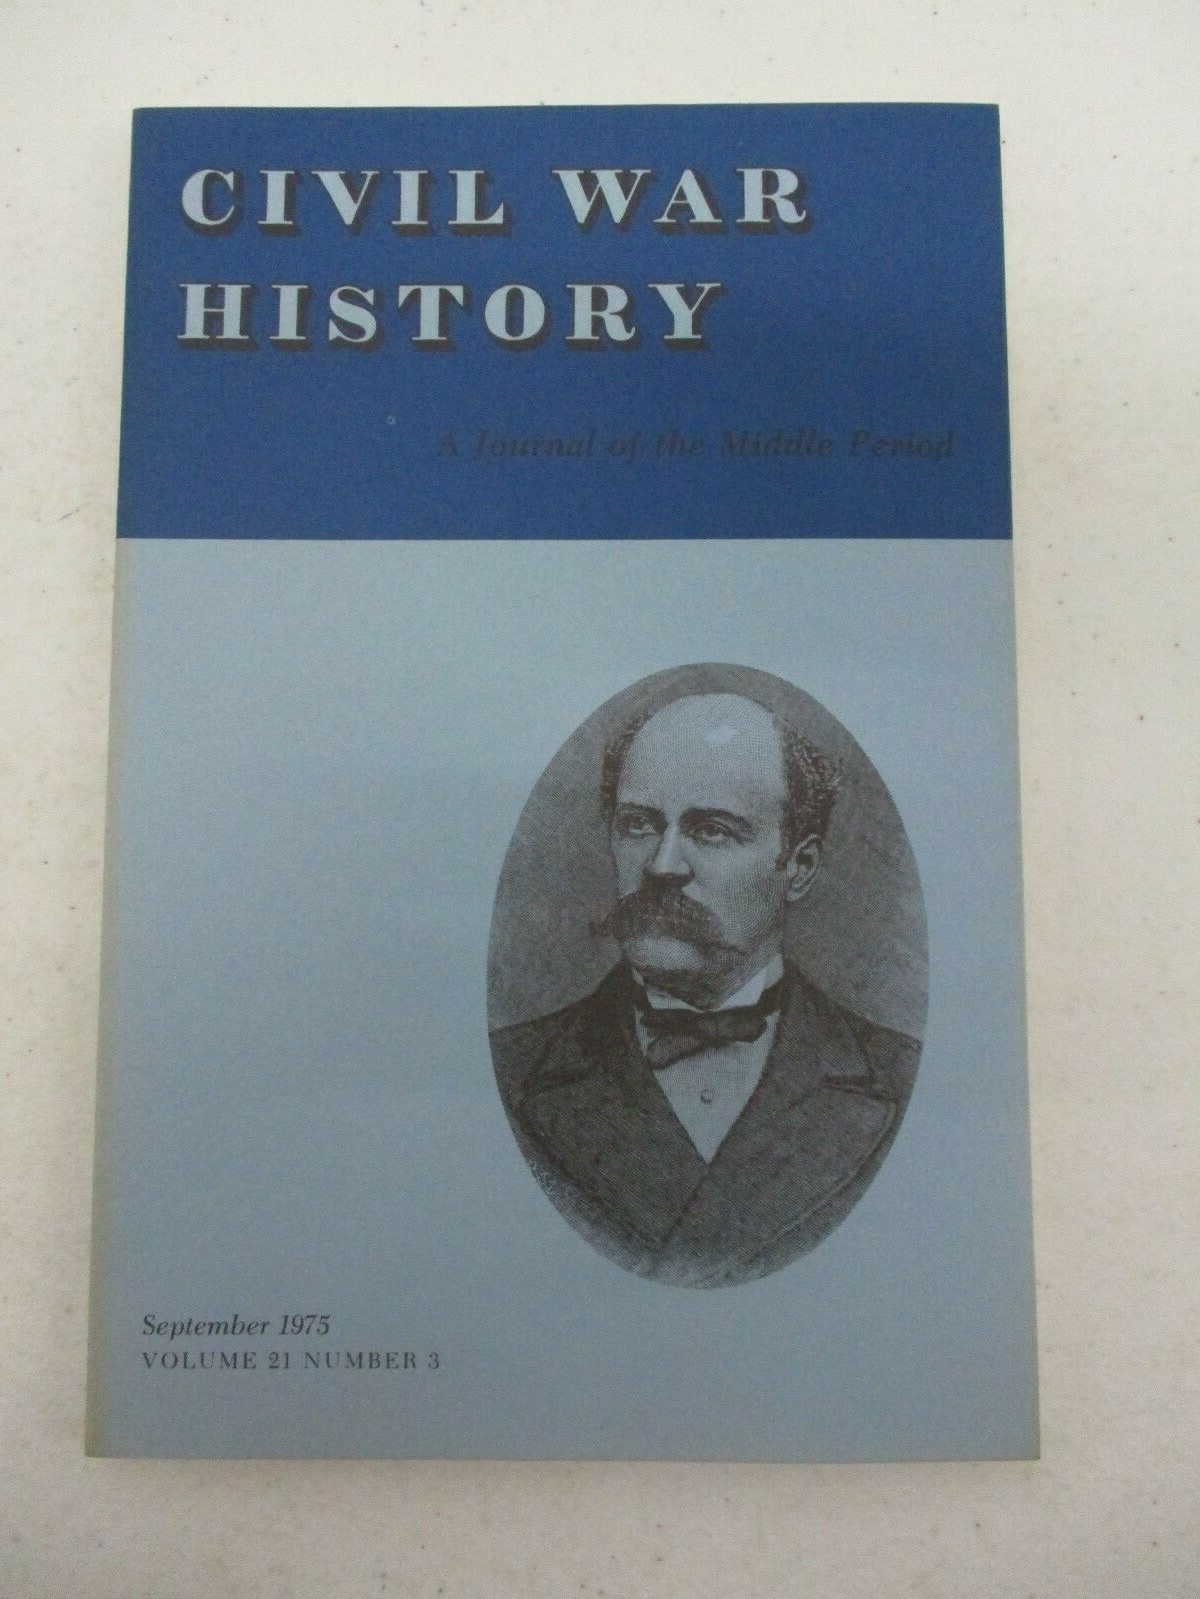 CIVIL WAR
HISTORY
A Journal of the Middle Period
September 1975
VOLUME 21 NUMBER 3